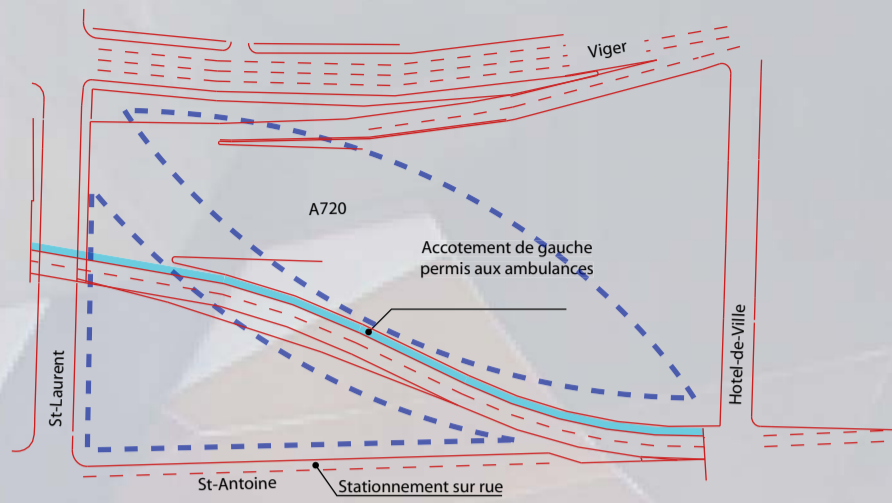 Viger
A720
Accotement de gauche
permis aux ambulances
Hotel-de-Ville
St-Laurent
St-Antoine
Stationnement sur rue